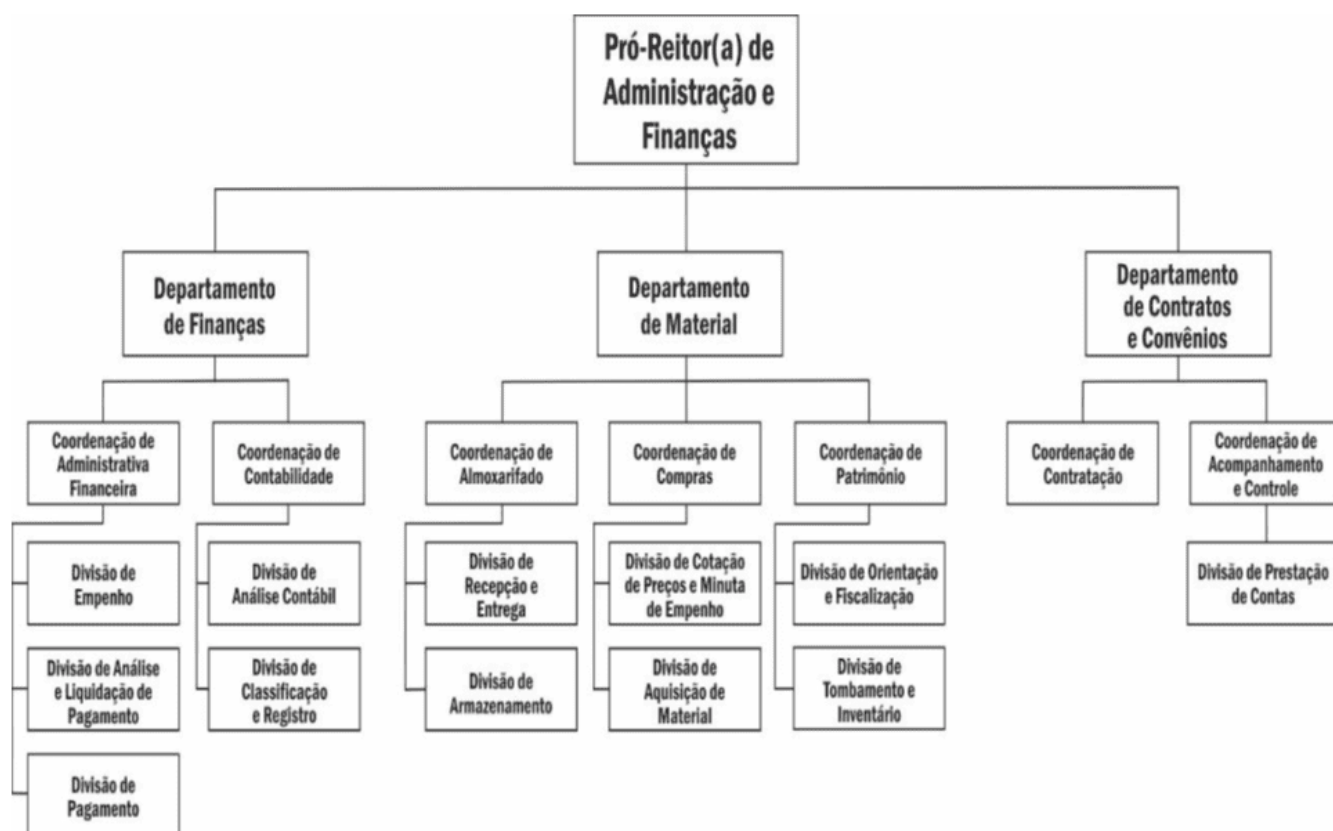 Pró-Reitor(a) de
Administração e
Finanças
Departamento
de Finanças
Departamento
de Material
Departamento
de Contratos
e Convênios
Coordenação de
Administrativa
Financeira
Coordenação de
Contabilidade
Coordenação de
Almoxarifado
Coordenação de
Compras
Coordenação de
Patrimônio
Coordenação de
Contratação
Coordenação de
Acompanhamento
e Controle
Divisão de
Empenho
Divisão de
Análise Contábil
Divisão de
Recepção e
Entrega
Divisão de Cotação
de Preços e Minuta
de Empenho
Divisão de Orientação
e Fiscalização
Divisão de Prestação
de Contas
Divisão de Análise
e Liquidação de
Pagamento
Divisão de
Classificação
e Registro
Divisão de
Armazenamento
Divisão de
Aquisição de
Material
Divisão de
Tombamento e
Inventário
Divisão de
Pagamento